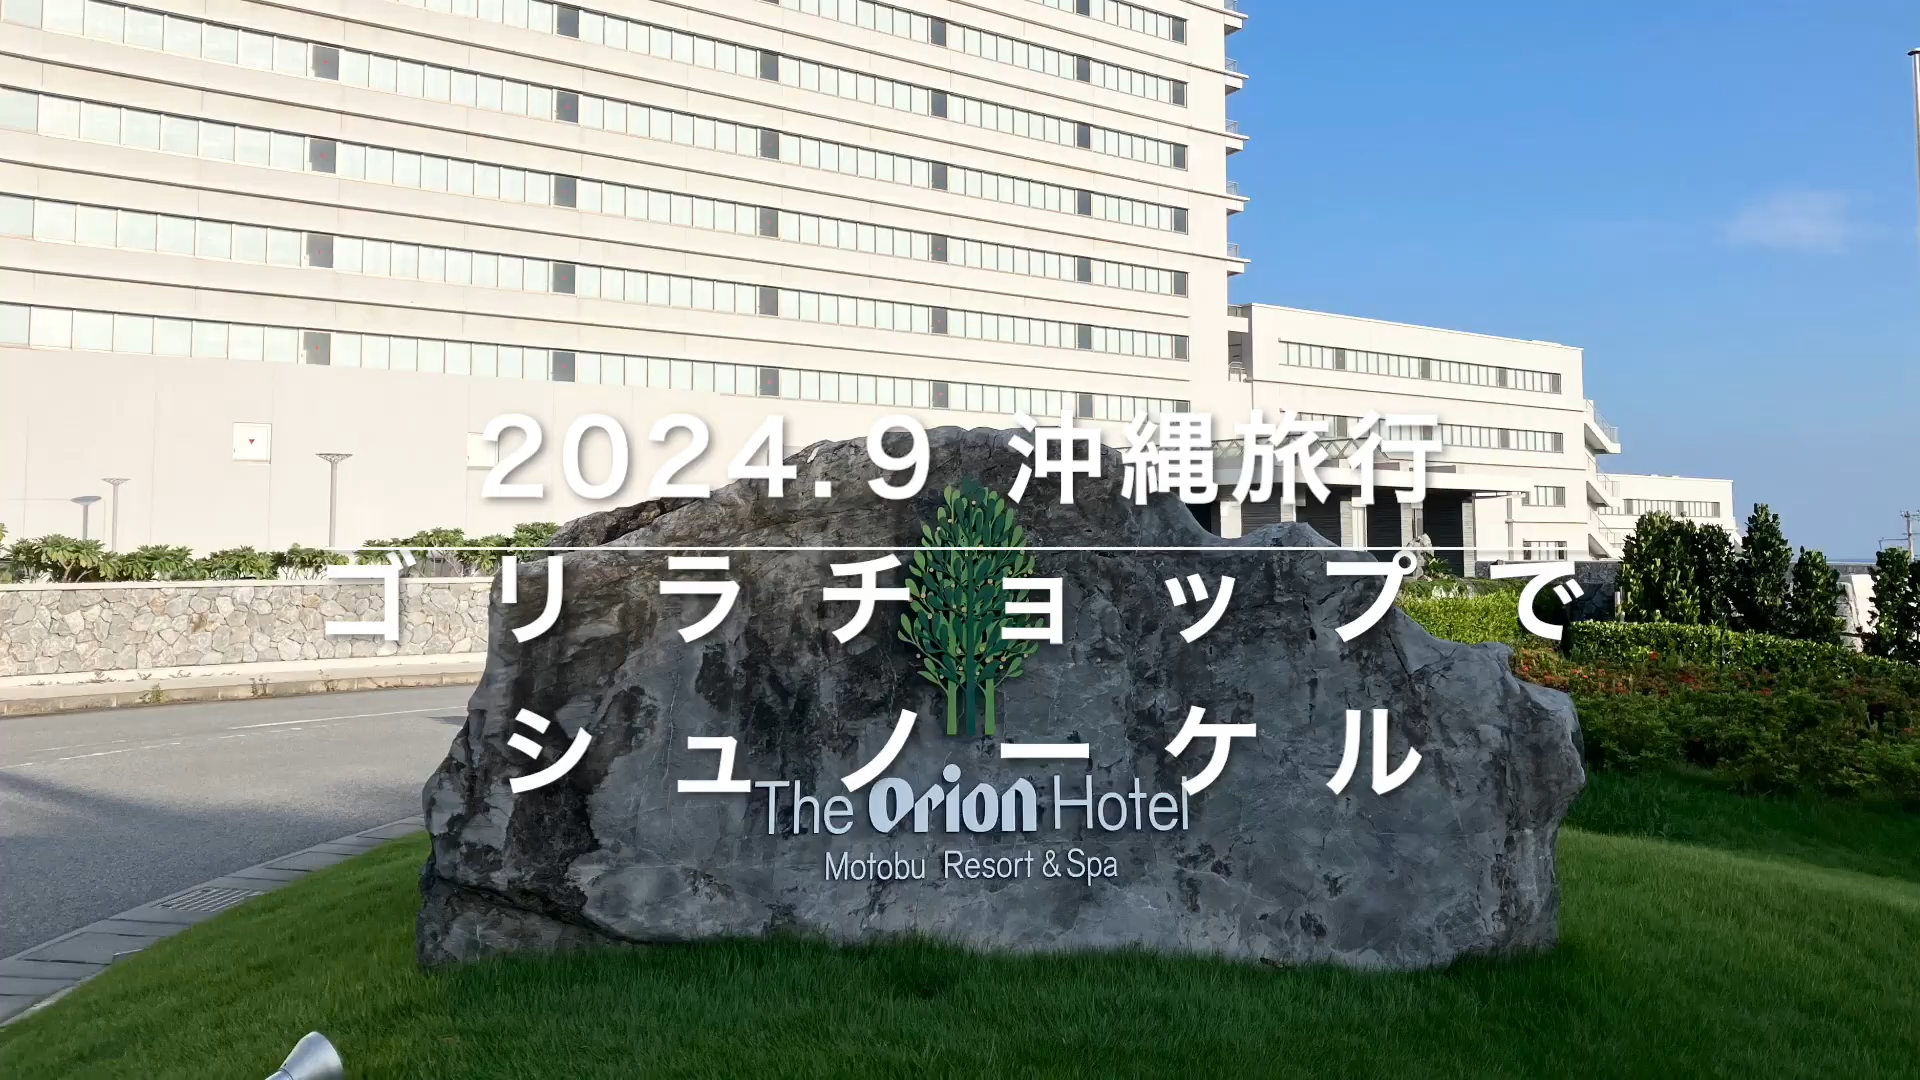 2024.9 沖縄旅行
ゴリラチョップで
シュノーケル
The Orion Hotel
Motobu Resort & Spa